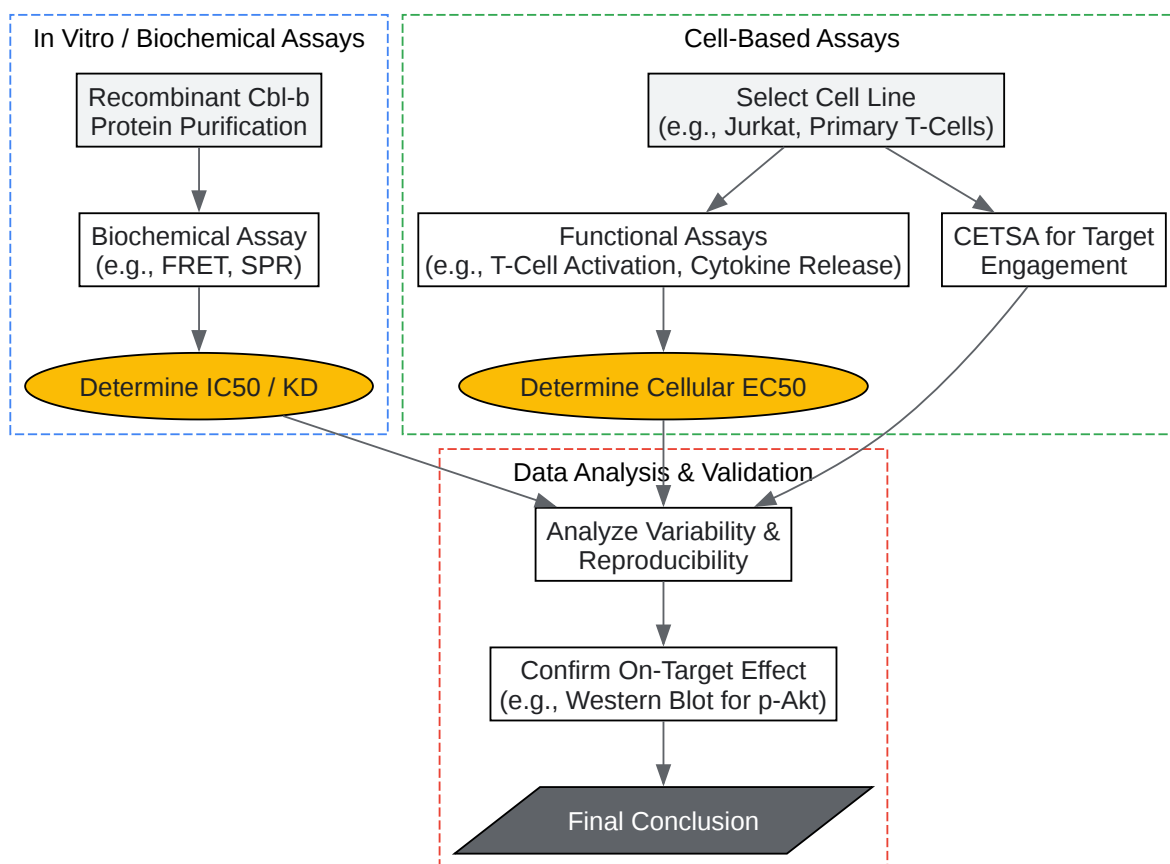 In Vitro / Biochemical Assays
Recombinant Cbl-b
Protein Purification
Biochemical Assay
(e.g., FRET, SPR)
Determine IC50 / KD
Cell-Based Assays
Select Cell Line
(e.g., Jurkat, Primary T-Cells)
Functional Assays
(e.g., T-Cell Activation, Cytokine Release)
CETSA for Target
Engagement
Determine Cellular EC50
Data Analysis & Validation
Analyze Variability &
Reproducibility
Confirm On-Target Effect
(e.g., Western Blot for p-Akt)
Final Conclusion